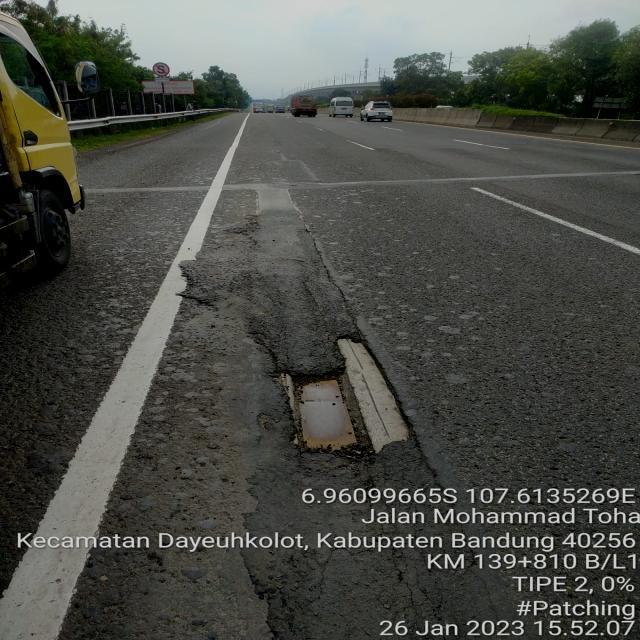 6.96099665S 107.6135269E
Jalan Mohammad Toha
Kecamatan Dayeuhkolot, Kabupaten Bandung 40256
KM 139+810 B/L1
TIPE 2, 0%
#Patching
26 Jan 2023 15.52.07